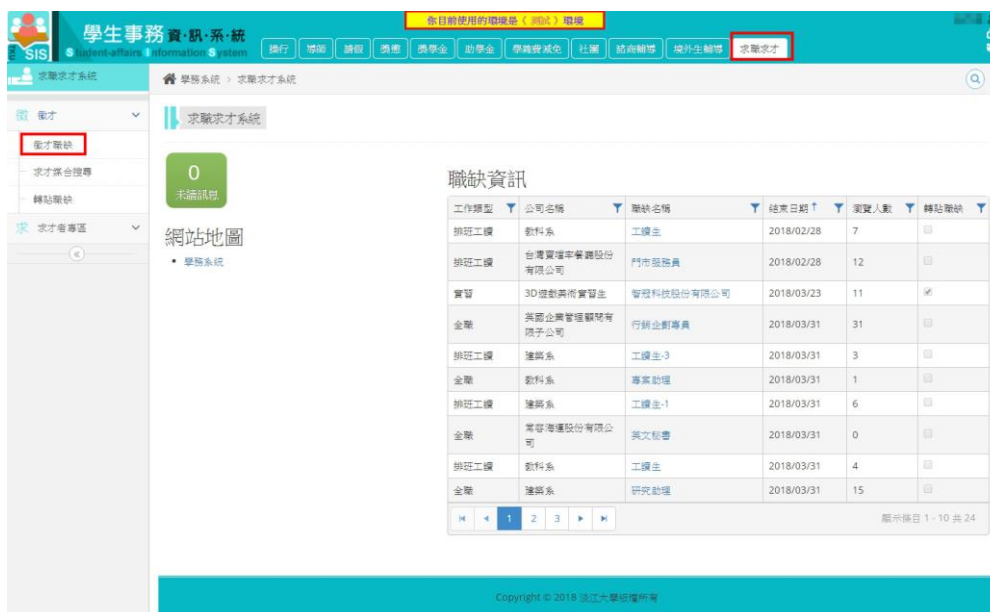 你目前使用的環境是（測試）環境
學生事務 資·訊·系·統
SIS
Student-affairs Information System
操行 導師 請假 獎懲 獎學金 助學金 學雜費減免 社團 諮商輔導 境外生輔導 求職求才
求職求才系統
學務系統 > 求職求才系統
徵 徵才
徵才職缺
求才媒合搜尋
轉貼職缺
求 求才者專區
求職求才系統
0
未讀訊息
網站地圖
學務系統
職缺資訊
工作類型 公司名稱 職缺名稱 結束日期 瀏覽人數 轉貼職缺
排班工讀 教科系 工讀生 2018/02/28 7
排班工讀 台灣
有限公司 門市服務員 2018/02/28 12
實習 3D遊戲美術實習生 智冠科技股份有限公司 2018/03/23 11
全職 英國企業管理顧問有
限子公司 行銷企劃專員 2018/03/31 31
排班工讀 建築系 工讀生-3 2018/03/31 3
全職 教科系 專案助理 2018/03/31 1
排班工讀 建築系 工讀生-1 2018/03/31 6
全職 海運股份有限公
司 英文秘書 2018/03/31 0
排班工讀 教科系 工讀生 2018/03/31 4
全職 建築系 研究助理 2018/03/31 15
1 2 3
顯示條目 1 - 10 共 24
Copyright © 2018 淡江大學版權所有